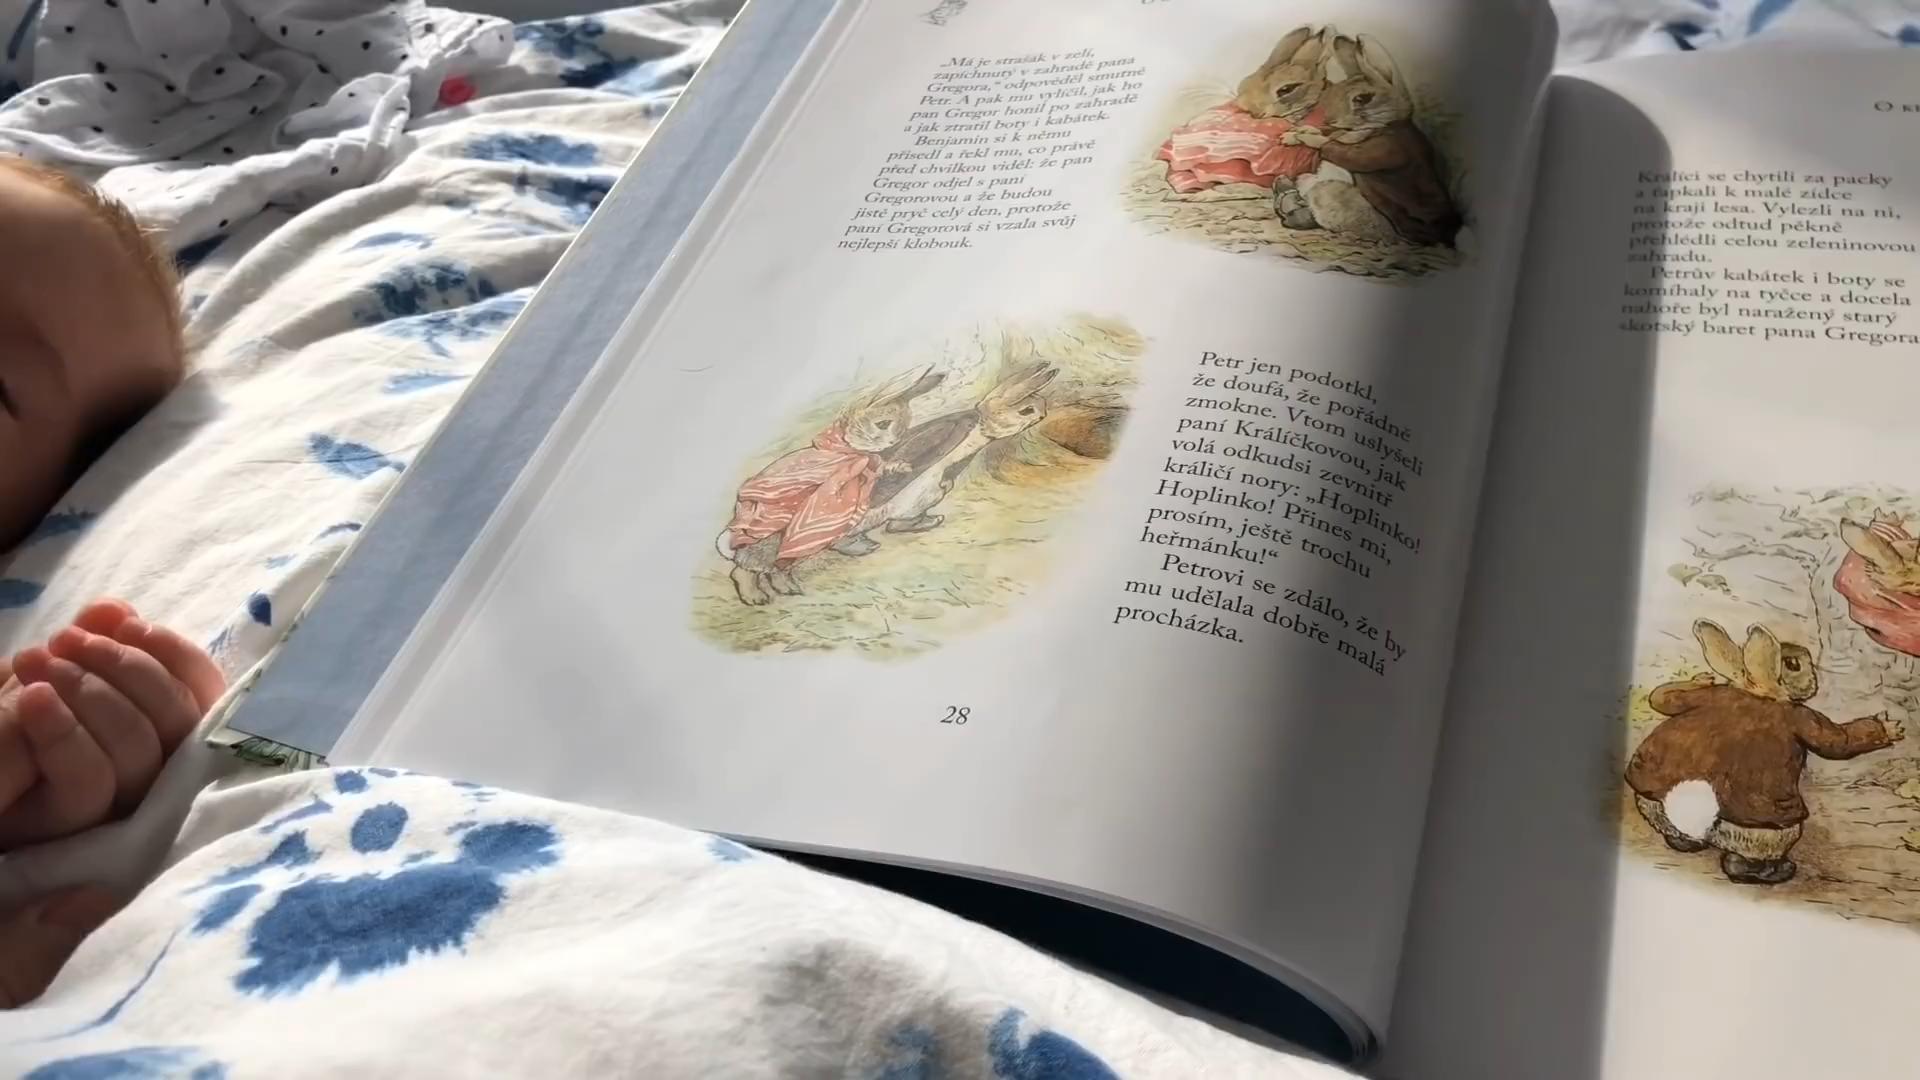 „Má je strašák v zelí,
zapíchnutý v zahradě pana
Gregora,“ odpověděl smutně
Petr. A pak mu vylíčil, jak ho
pan Gregor honil po zahradě
a jak ztratil boty i kabátek.
Benjamin si k němu
přisedl a řekl mu, co právě
před chvilkou viděl: že pan
Gregor odjel s paní
Gregorovou a že budou
jistě pryč celý den, protože
paní Gregorová si vzala svůj
nejlepší klobouk.
Petr jen podotkl,
že doufá, že pořádně
zmokne. Vtom uslyšeli
paní Králíčkovou, jak
volá odkudsi zevnitř
králičí nory: „Hoplinko!
Hoplinko! Přines mi,
prosím, ještě trochu
heřmánku!“
Petrovi se zdálo, že by
mu udělala dobře malá
procházka.
28
O
Králíci se chytili za packy
a ťapkali k malé zídce
na kraji lesa. Vylezli na ni,
protože odtud pěkně
přehlédli celou zeleninovou
zahradu.
Petrův kabátek i boty se
komíhaly na tyčce a docela
nahoře byl naražený starý
skotský baret pana Gregora